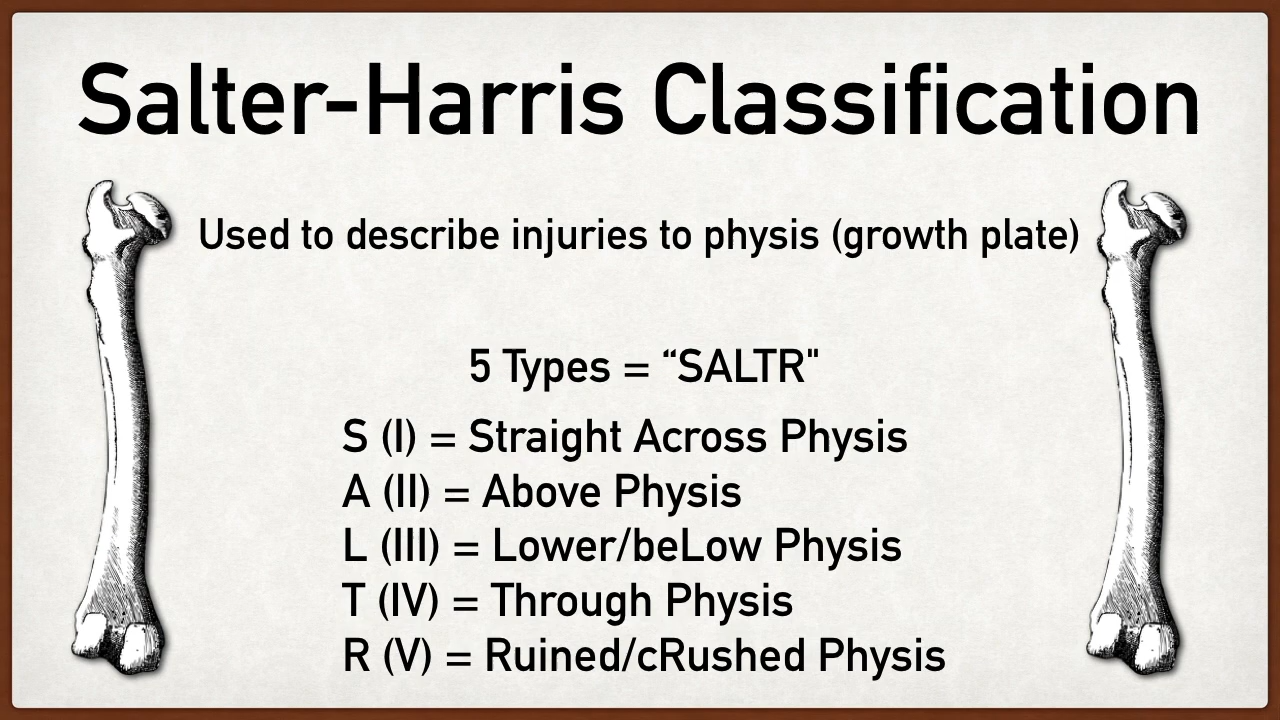 Salter-Harris Classification
Used to describe injuries to physis (growth plate)
5 Types = “SALTR"
S (I) = Straight Across Physis
A (II) = Above Physis
L (III) = Lower/beLow Physis
T (IV) = Through Physis
R (V) = Ruined/cRushed Physis